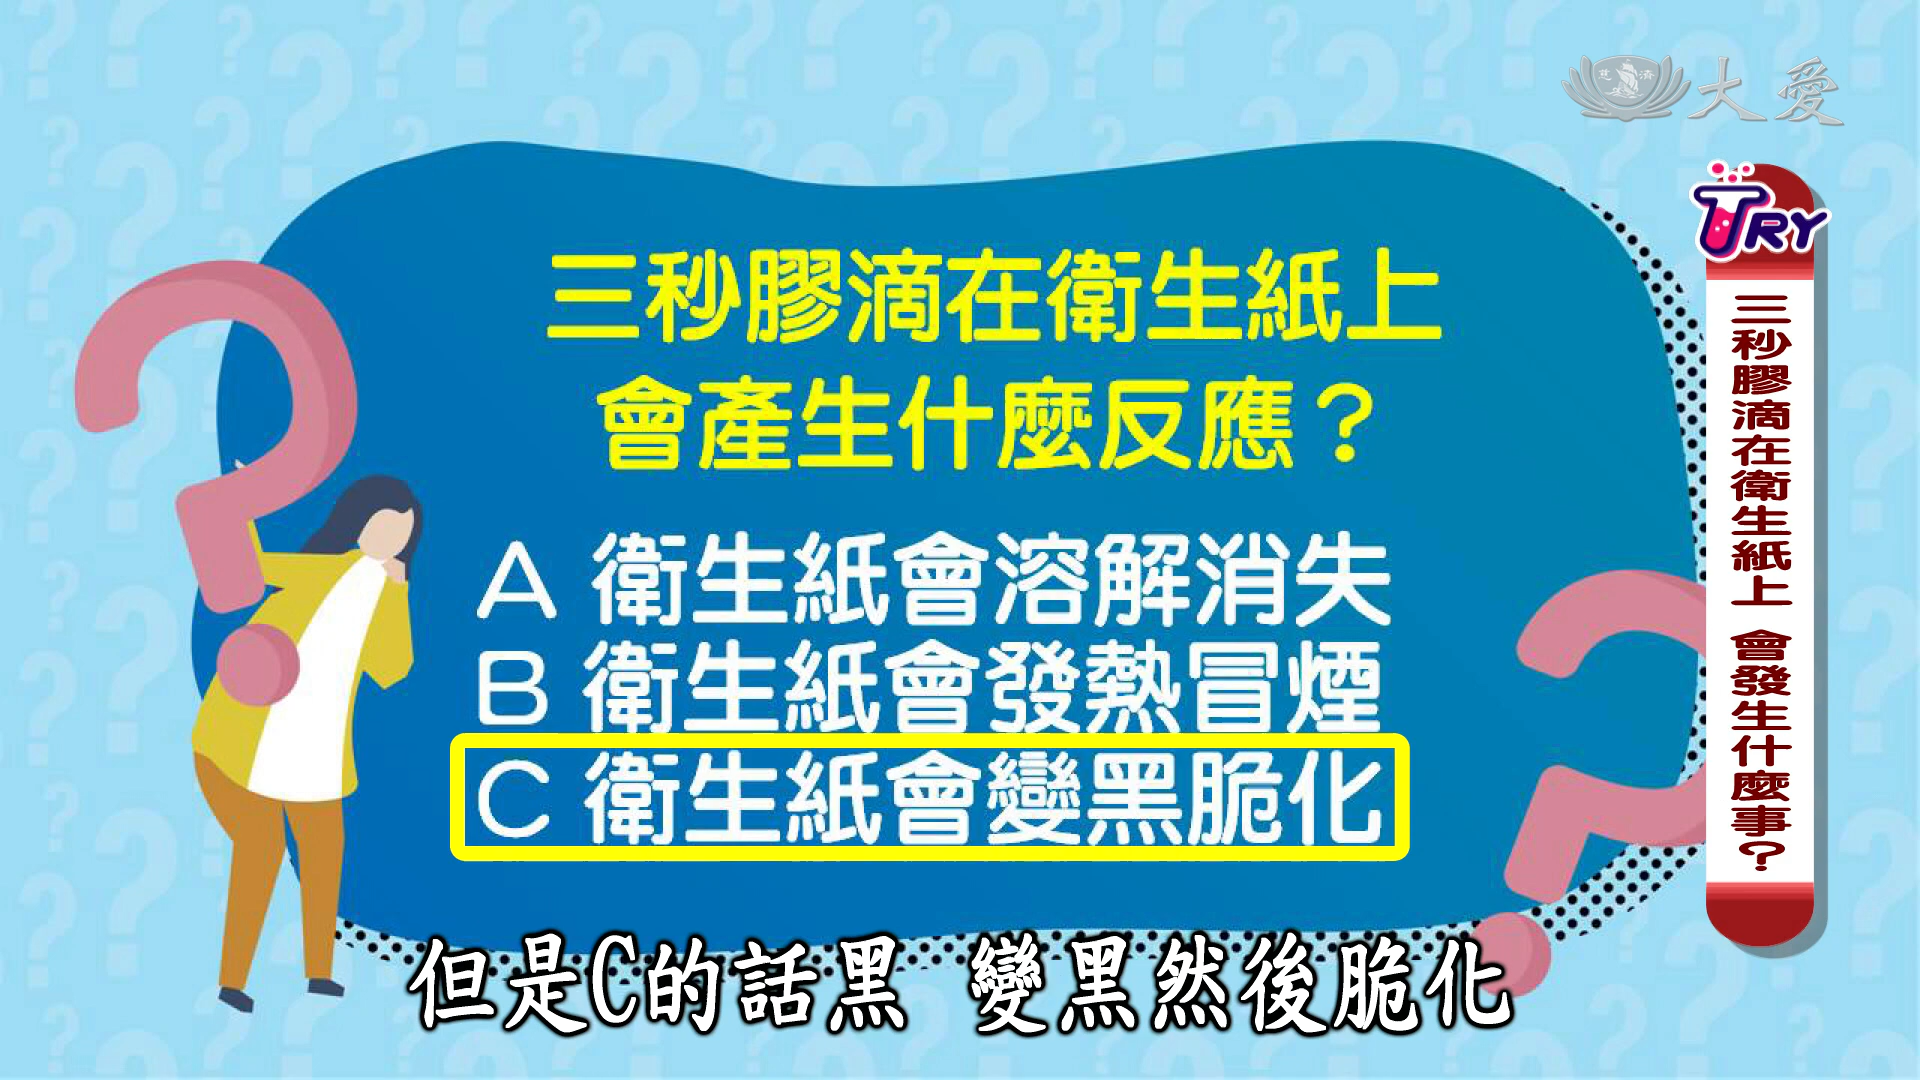 慈濟
大愛
TRY
三秒膠滴在衛生紙上 會發生什麼事?
三秒膠滴在衛生紙上
會產生什麼反應?
A 衛生紙會溶解消失
B 衛生紙會發熱冒煙
C 衛生紙會變黑脆化
但是C的話黑 變黑然後脆化